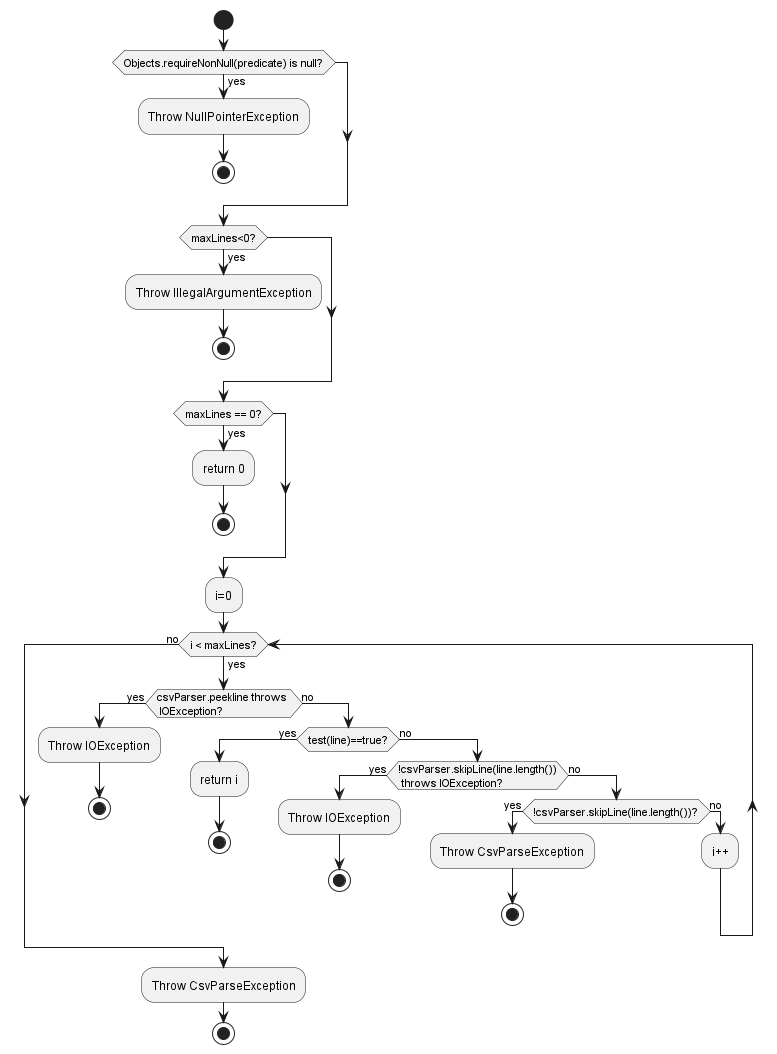 Objects.requireNonNull(predicate) is null?
yes
Throw NullPointerException
maxLines<0?
yes
Throw IllegalArgumentException
maxLines == 0?
yes
return 0
i=0
no
i < maxLines?
yes
yes
csvParser.peekline throws
IOException?
no
Throw IOException
yes
test(line)==true?
no
return i
yes
!csvParser.skipLine(line.length())
throws IOException?
no
Throw IOException
yes
!csvParser.skipLine(line.length())?
no
Throw CsvParseException
i++
Throw CsvParseException